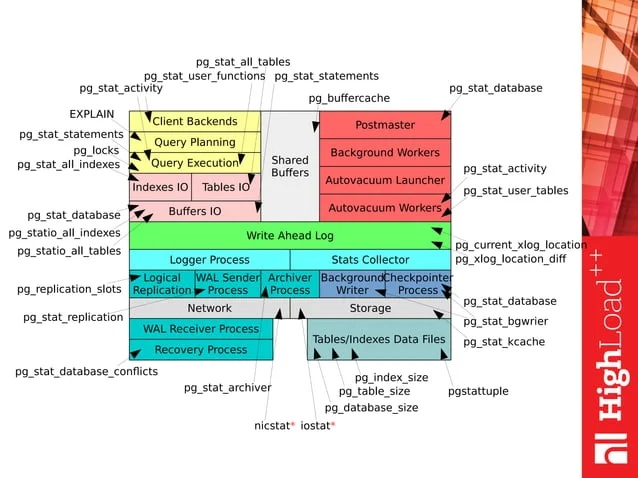 pg_stat_all_tables
pg_stat_user_functions
pg_stat_statements
pg_stat_activity
pg_stat_database
pg_buffercache
EXPLAIN
Client Backends
Postmaster
pg_stat_statements
Query Planning
pg_locks
Background Workers
pg_stat_all_indexes
Query Execution
Shared
Buffers
pg_stat_activity
Indexes IO
Tables IO
Autovacuum Launcher
pg_stat_user_tables
pg_stat_database
Buffers IO
Autovacuum Workers
pg_statio_all_indexes
Write Ahead Log
pg_current_xlog_location
pg_statio_all_tables
Logger Process
Stats Collector
pg_xlog_location_diff
pg_replication_slots
Logical
Replication
WAL Sender
Process
Archiver
Process
Background
Writer
Checkpointer
Process
pg_stat_database
Network
Storage
pg_stat_replication
pg_stat_bgwrier
WAL Receiver Process
Tables/Indexes Data Files
pg_stat_kcache
Recovery Process
pg_stat_database_conflicts
pg_stat_archiver
pg_index_size
pg_table_size
pgstattuple
pg_database_size
nicstat*
iostat*
HighLoad++